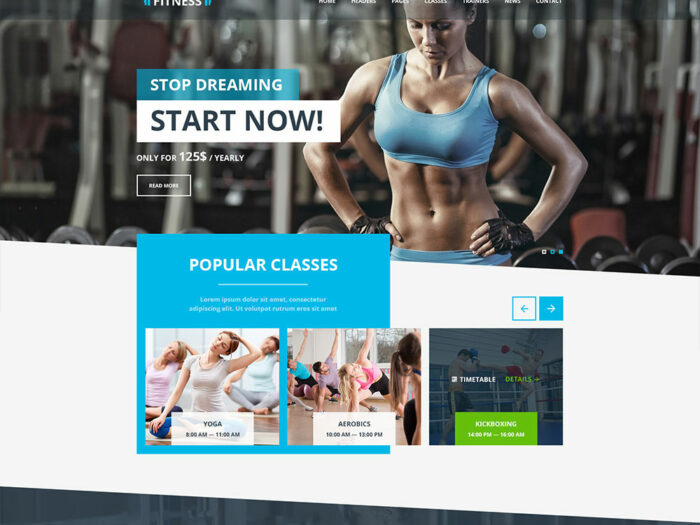 FITNESS
HOME HEADERS PAGES CLASSES TRAINERS NEWS CONTACT
STOP DREAMING
START NOW!
ONLY FOR 125$ / YEARLY
READ MORE
POPULAR CLASSES
Lorem ipsum dolor sit amet, consectetur
adipiscing elit. Ut volutpat rutrum eros sit amet
YOGA
8:00 AM — 11:00 AM
AEROBICS
10:00 AM — 13:00 PM
TIMETABLE DETAILS
KICKBOXING
14:00 PM — 16:00 AM